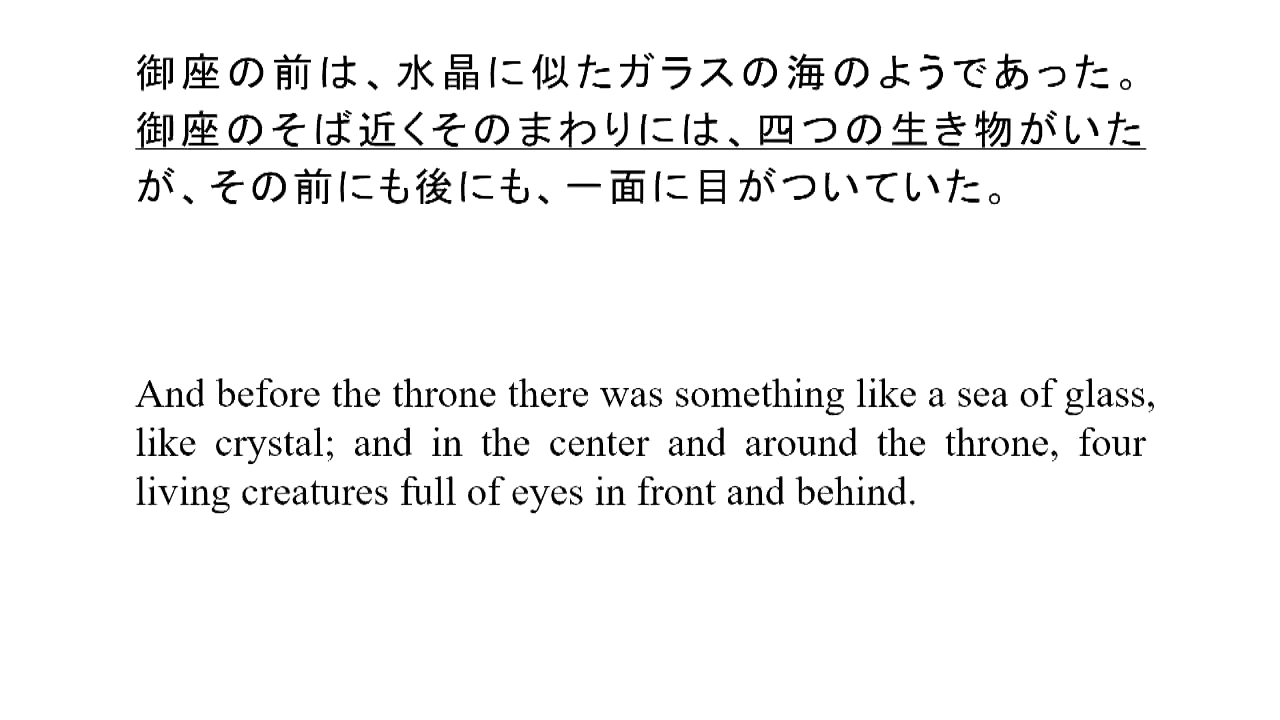 御座の前は、水晶に似たガラスの海のようであった。
御座のそば近くそのまわりには、四つの生き物がいた
が、その前にも後にも、一面に目がついていた。
And before the throne there was something like a sea of glass,
like crystal; and in the center and around the throne, four
living creatures full of eyes in front and behind.